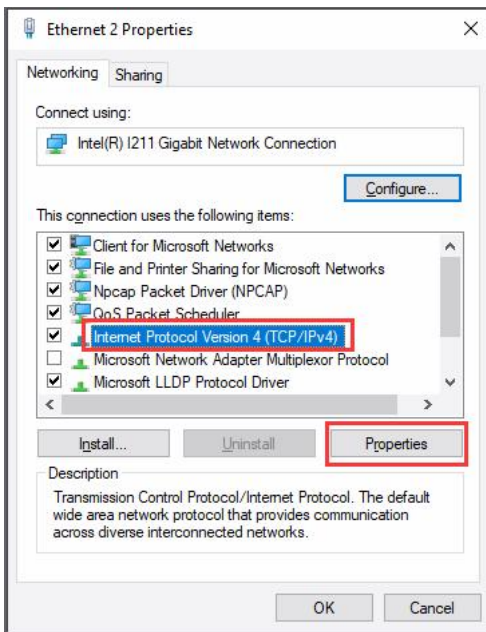 Ethernet 2 Properties
Networking Sharing
Connect using:
Intel(R) I211 Gigabit Network Connection
Configure...
This connection uses the following items:
Client for Microsoft Networks
File and Printer Sharing for Microsoft Networks
Npcap Packet Driver (NPCAP)
QoS Packet Scheduler
Internet Protocol Version 4 (TCP/IPv4)
Microsoft Network Adapter Multiplexor Protocol
Microsoft LLDP Protocol Driver
Install... Uninstall Properties
Description
Transmission Control Protocol/Internet Protocol. The default
wide area network protocol that provides communication
across diverse interconnected networks.
OK Cancel